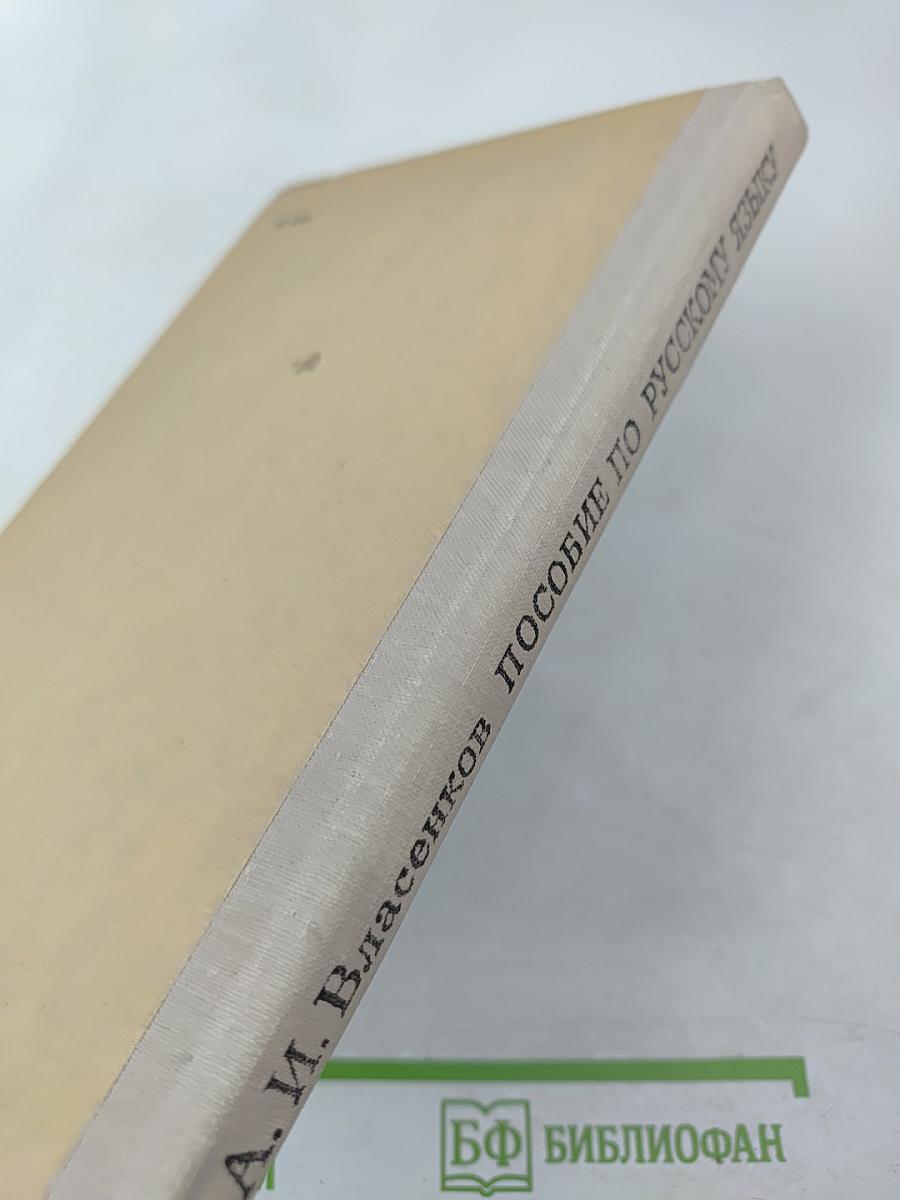 А. И. Власенков ПОСОБИЕ ПО РУССКОМУ ЯЗЫКУ
БФ БИБЛИОФАН